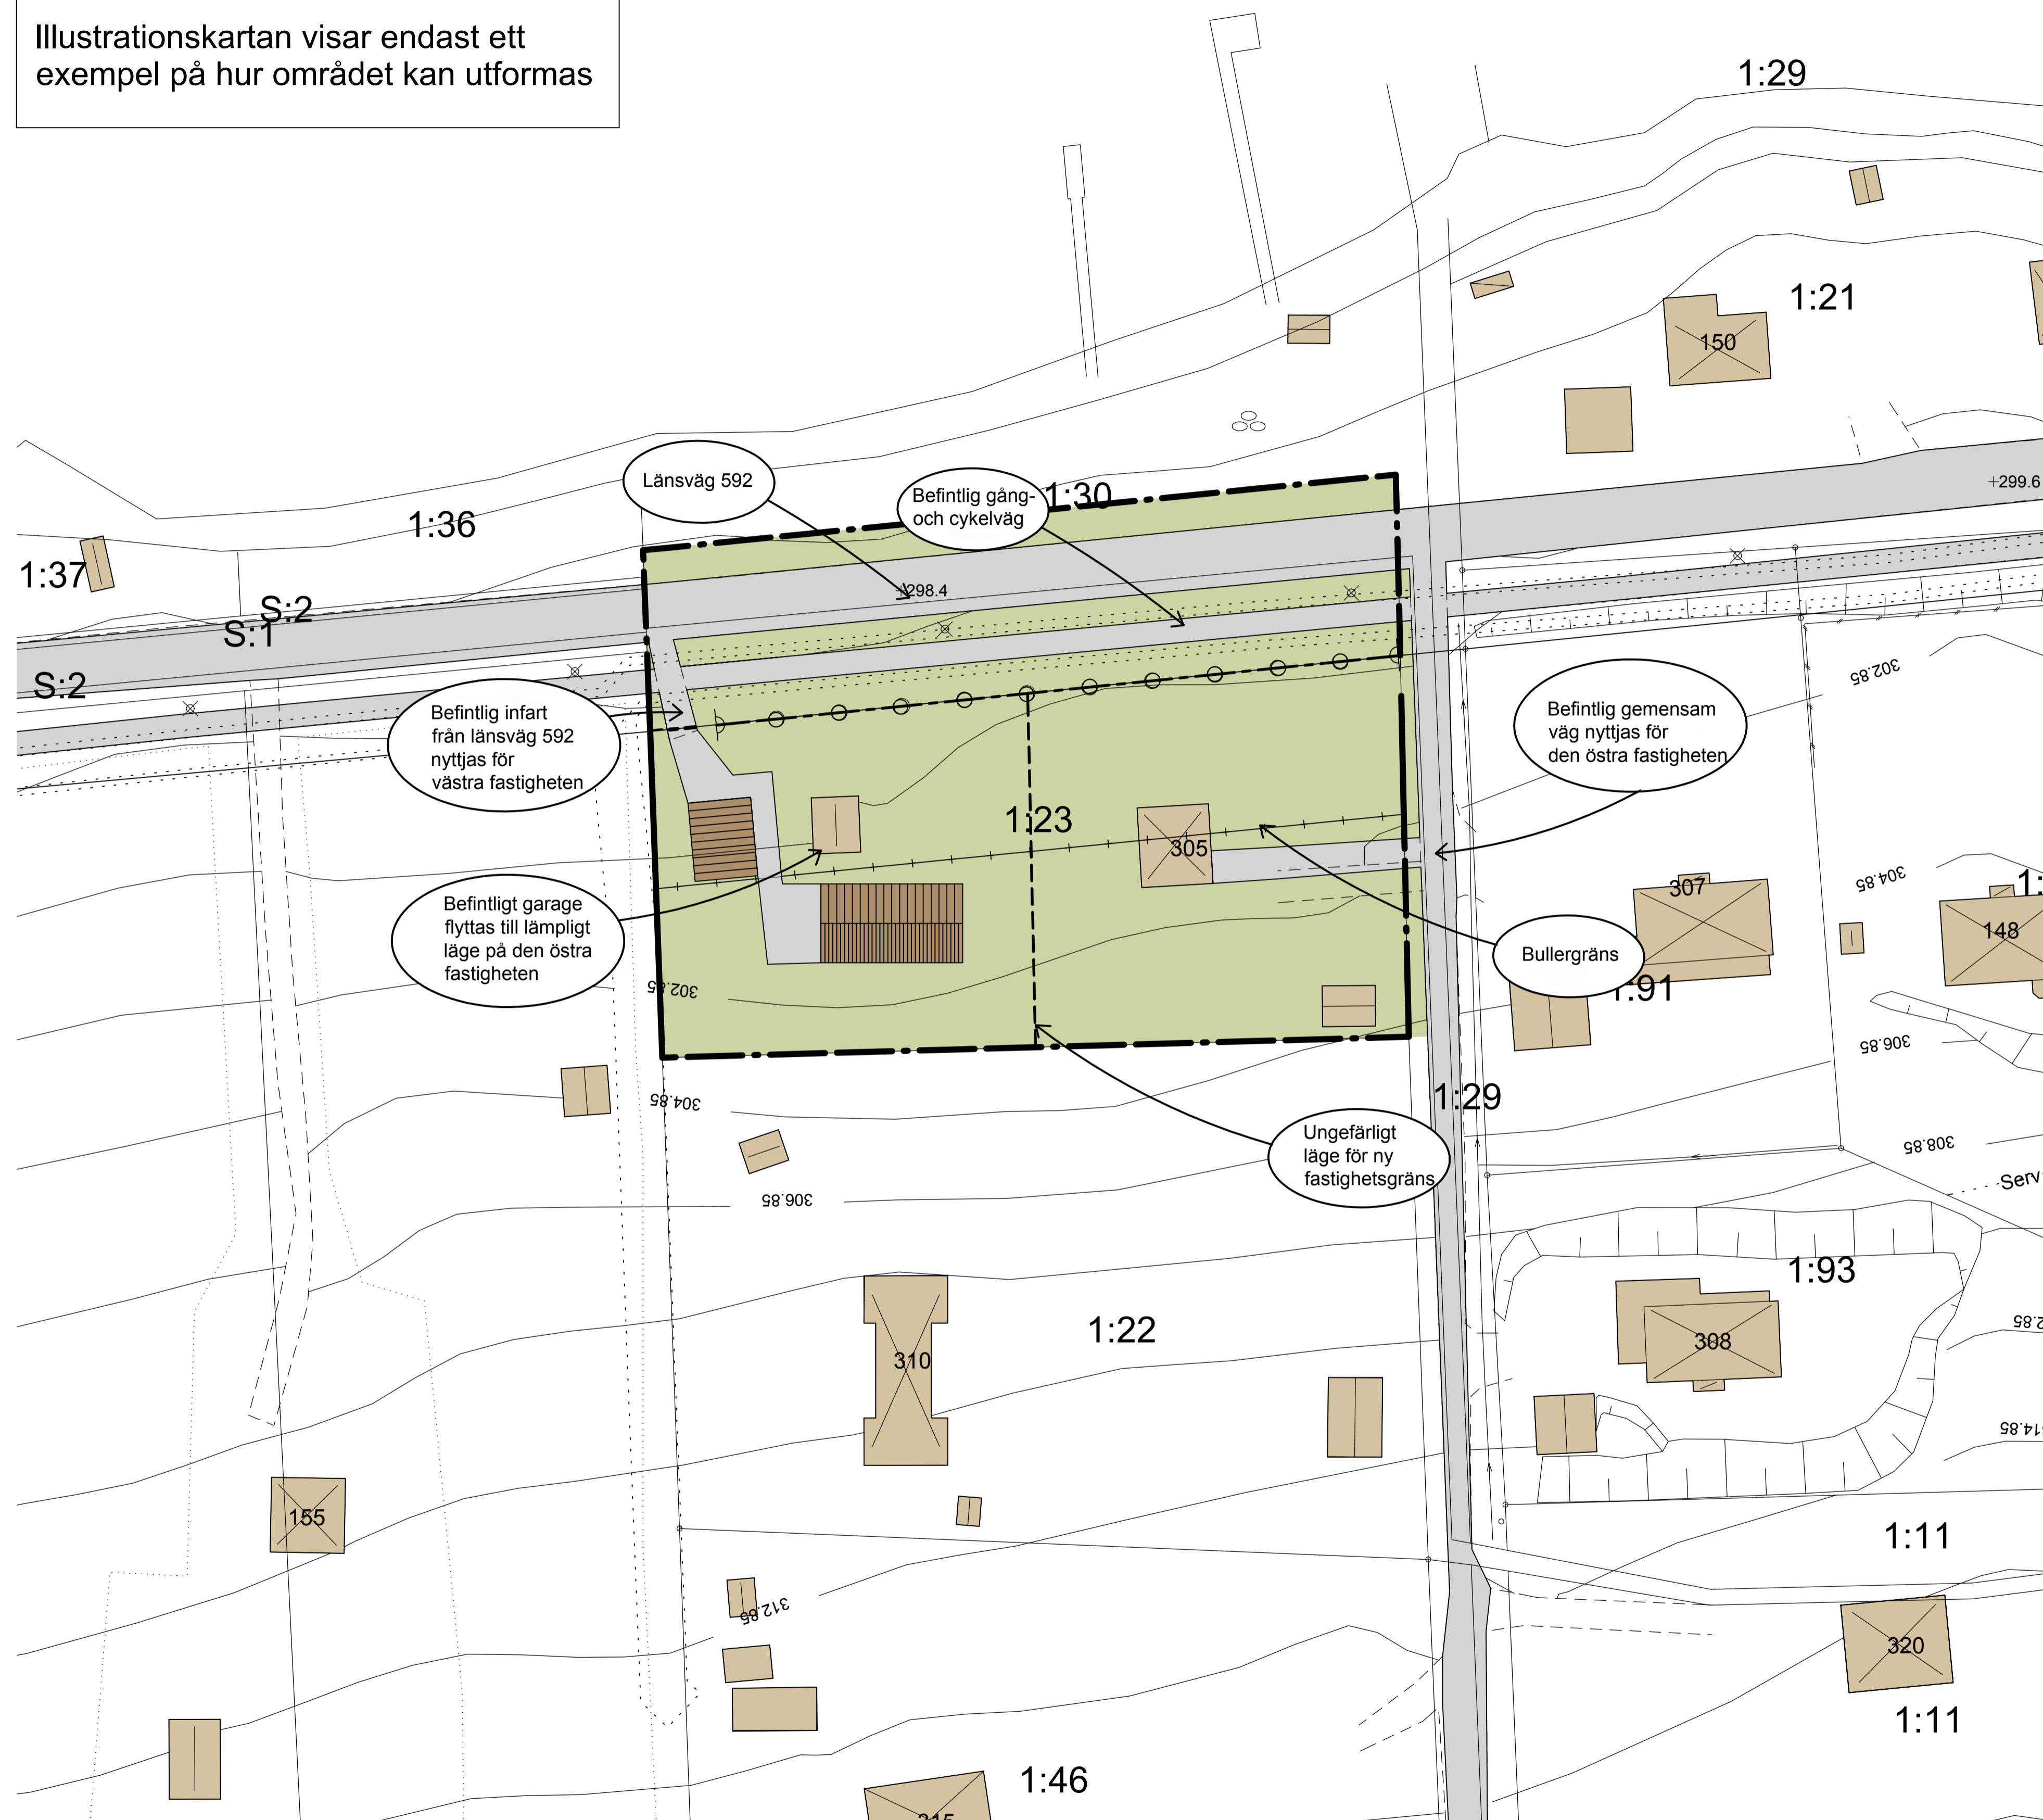 Illustrationskartan visar endast ett
exempel på hur området kan utformas
1:29
1:21
150
+299.6
Länsväg 592
Befintlig gång-
och cykelväg
1:30
1:36
1:37
S:2
S:1
S:2
298.4
Befintlig infart
från länsväg 592
nyttjas för
västra fastigheten
Befintlig gemensam
väg nyttjas för
den östra fastigheten
302.85
1:23
305
304.85
307
148
Befintligt garage
flyttas till lämpligt
läge på den östra
fastigheten
Bullergräns
1:91
302.85
306.85
304.85
1:29
Ungefärligt
läge för ny
fastighetsgräns
308.85
Serv
306.85
1:93
308
1:22
310
155
1:11
312.85
320
1:11
1:46